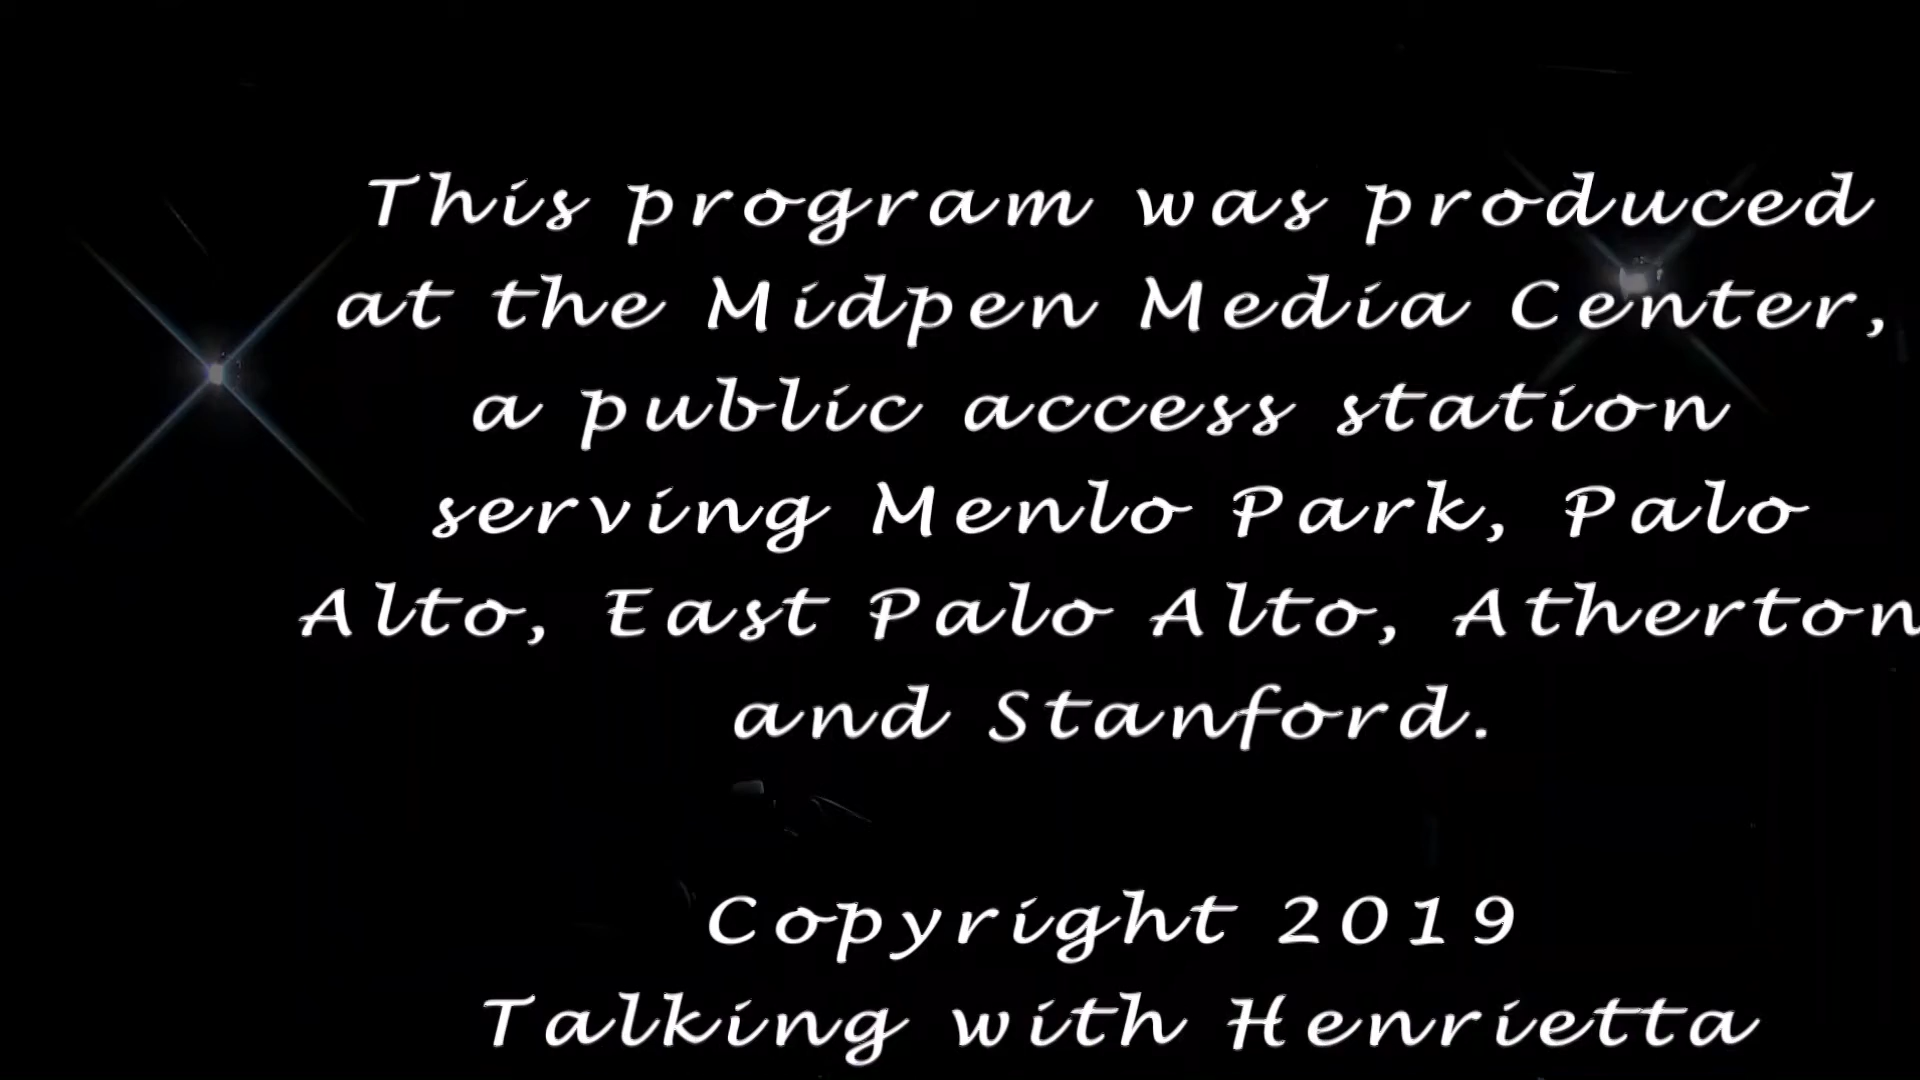 This program was produced
at the Midpen Media Center,
a public access station
serving Menlo Park, Palo
Alto, East Palo Alto, Atherton
and Stanford.
Copyright 2019
Talking with Henrietta